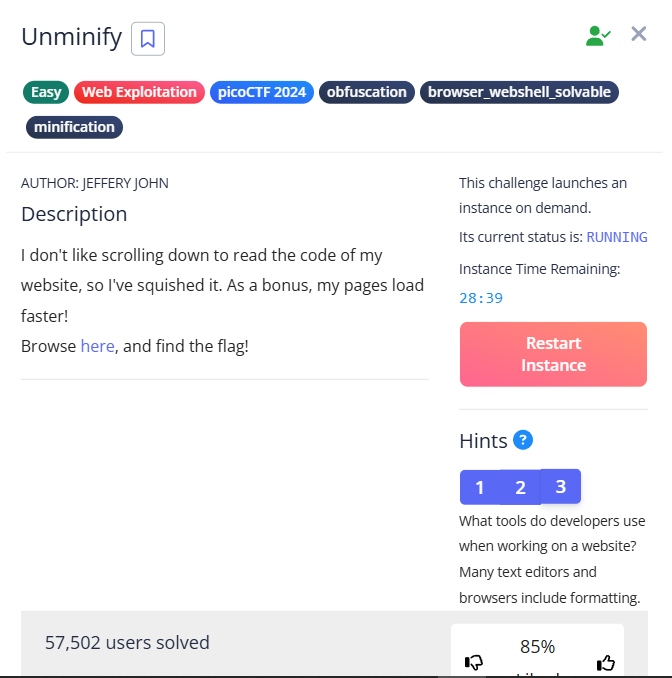 Unminify
Easy
Web Exploitation
picoCTF 2024
obfuscation
browser_webshell_solvable
minification
AUTHOR: JEFFERY JOHN
Description
I don't like scrolling down to read the code of my
website, so I've squished it. As a bonus, my pages load
faster!
Browse here, and find the flag!
This challenge launches an
instance on demand.
Its current status is: RUNNING
Instance Time Remaining:
28:39
Restart
Instance
Hints ?
1 2 3
What tools do developers use
when working on a website?
Many text editors and
browsers include formatting.
57,502 users solved
85%